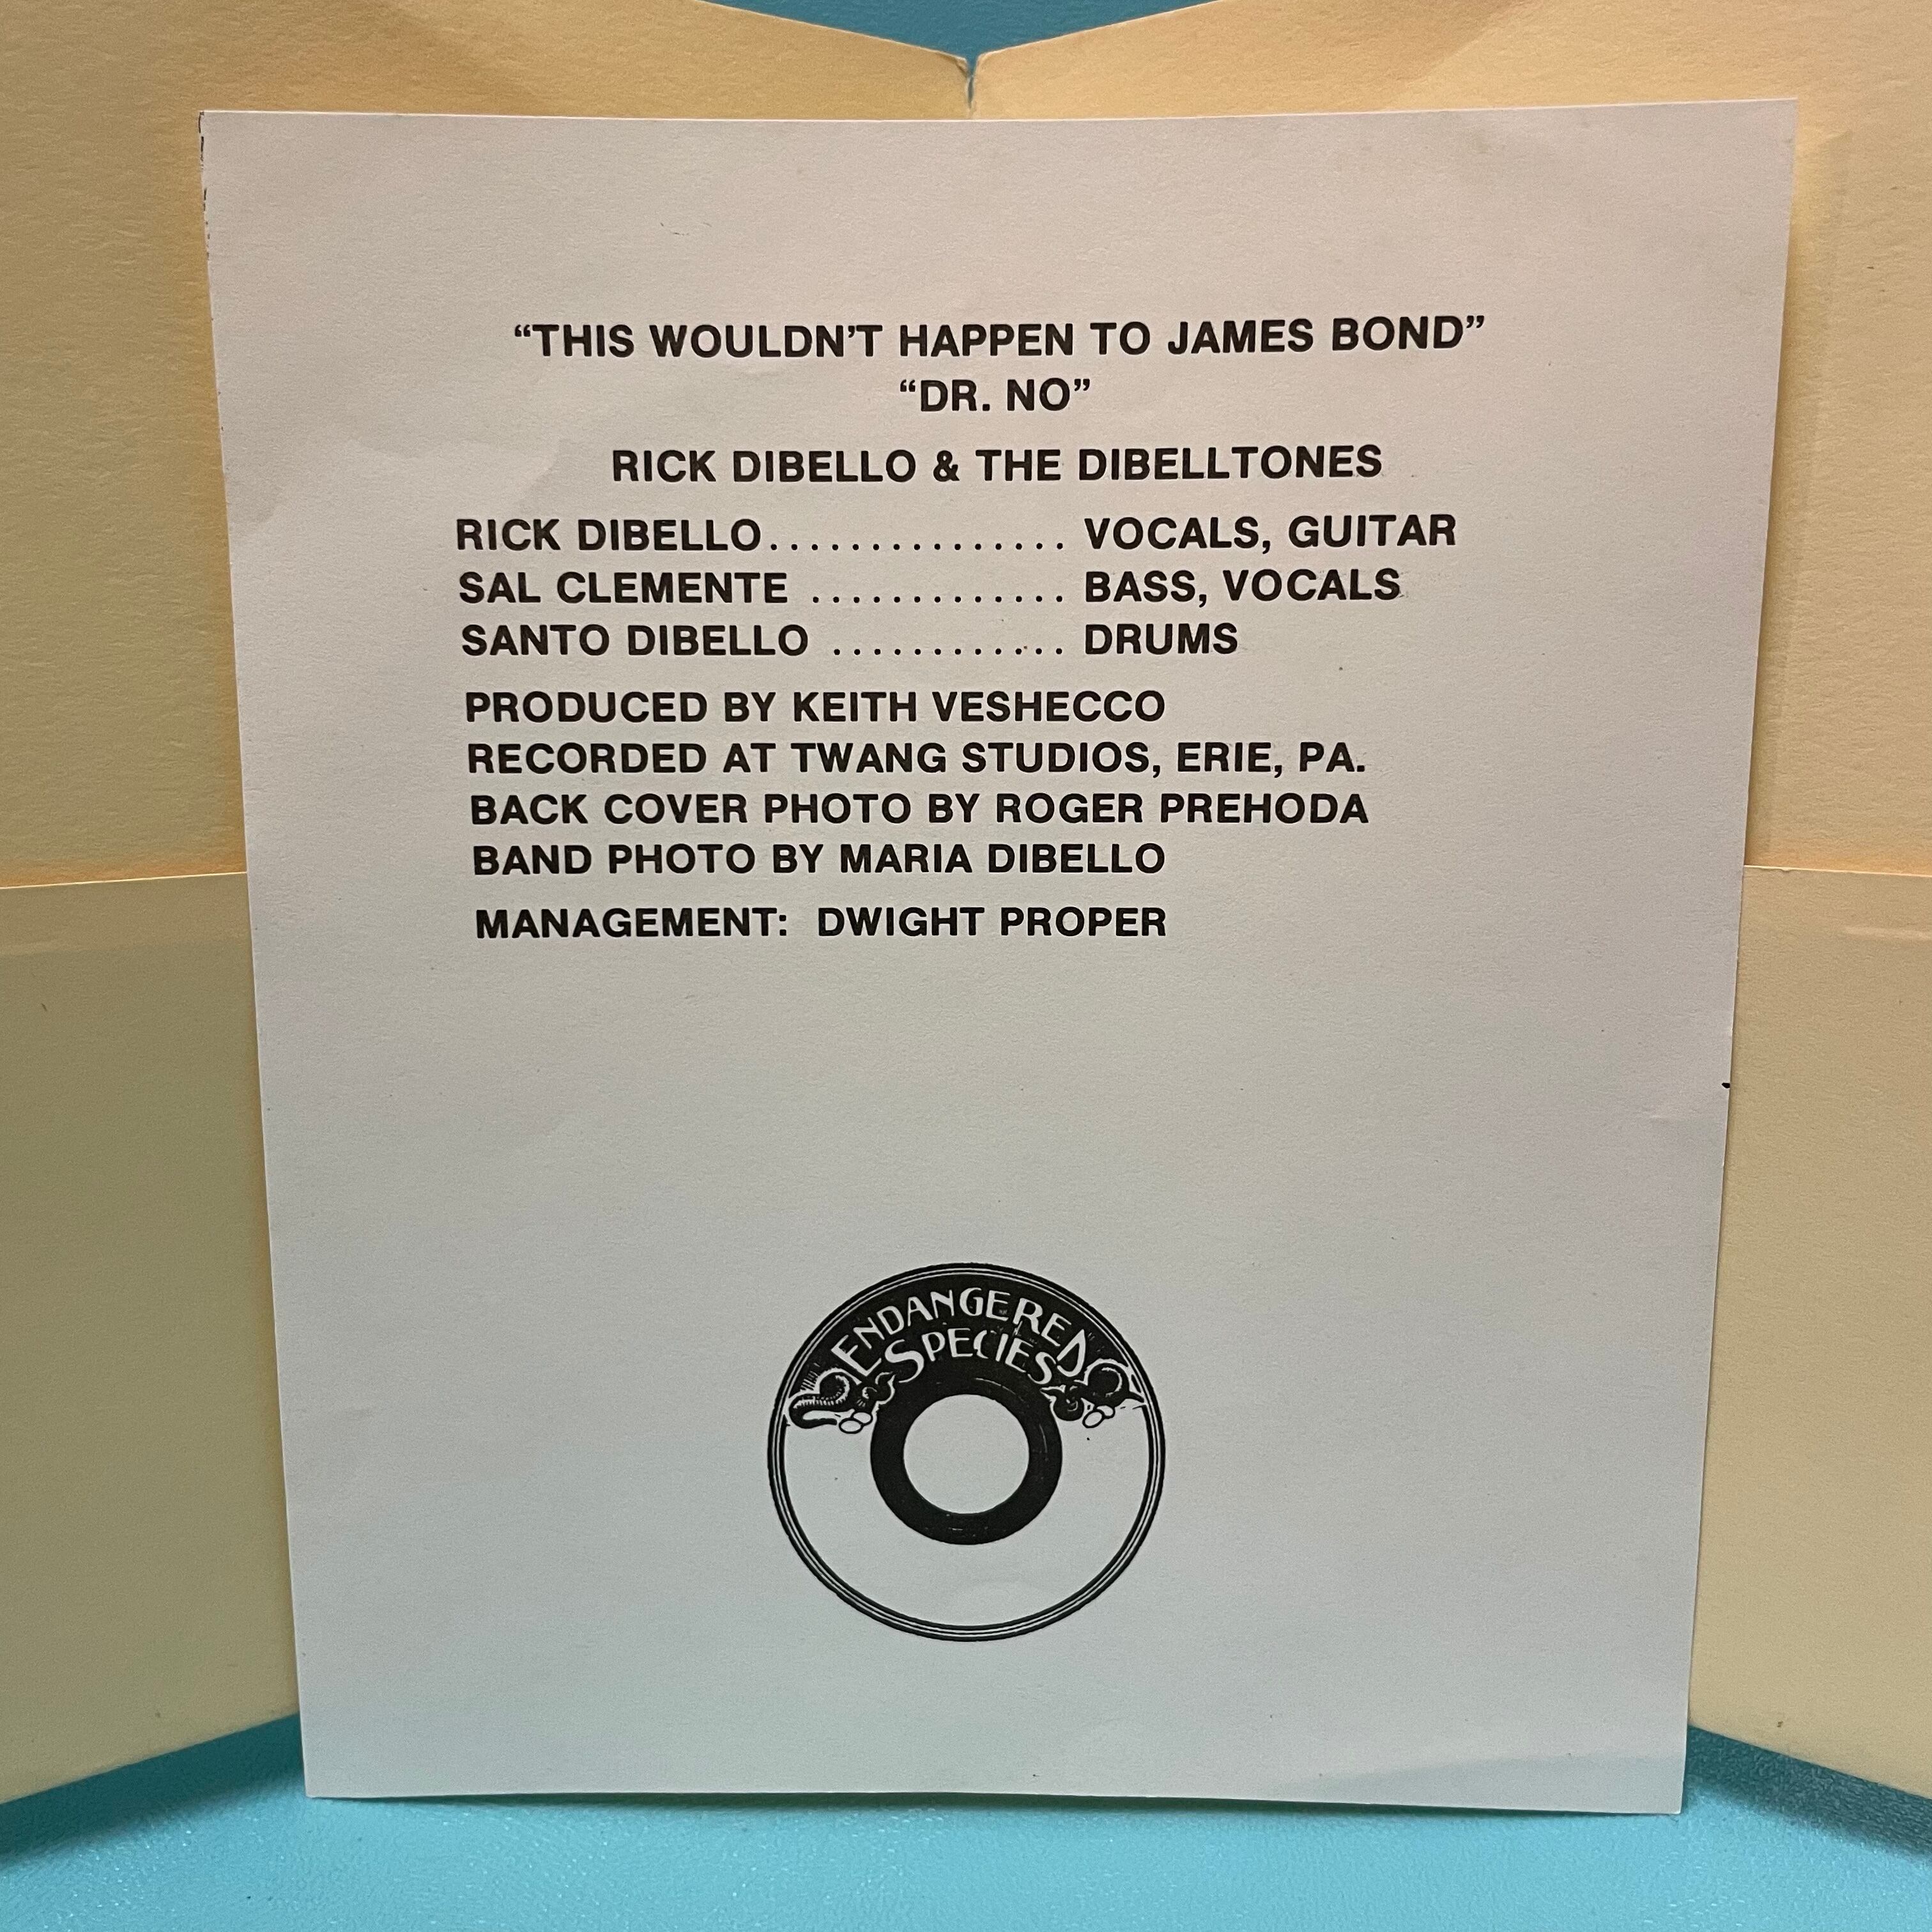 “THIS WOULDN’T HAPPEN TO JAMES BOND”
“DR. NO”
RICK DIBELLO & THE DIBELLTONES
RICK DIBELLO............... VOCALS, GUITAR
SAL CLEMENTE ............. BASS, VOCALS
SANTO DIBELLO ............ DRUMS
PRODUCED BY KEITH VESHECCO
RECORDED AT TWANG STUDIOS, ERIE, PA.
BACK COVER PHOTO BY ROGER PREHODA
BAND PHOTO BY MARIA DIBELLO
MANAGEMENT: DWIGHT PROPER
ENDANGERED
SPECIES